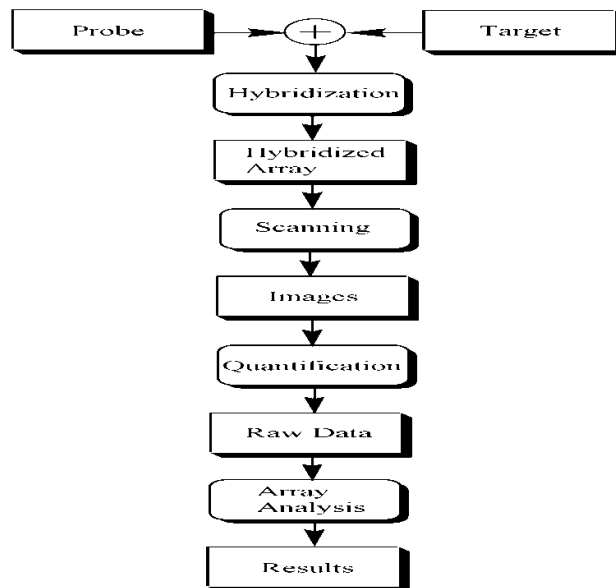 Probe
Target
Hybridization
Hybridized
Array
Scanning
Images
Quantification
Raw Data
Array
Analysis
Results